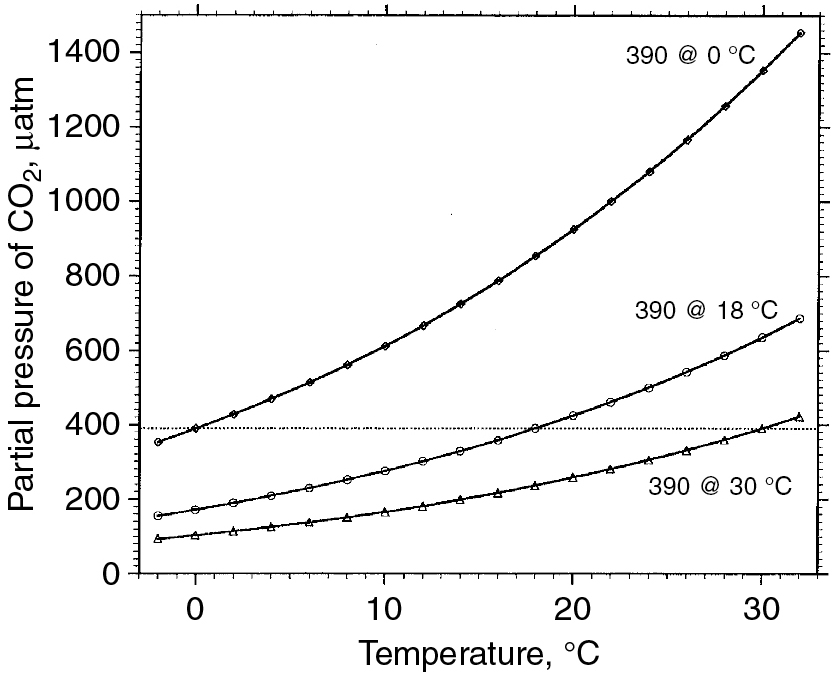 Partial pressure of CO₂, µatm
1400
1200
1000
800
600
400
200
0
390 @ 0 °C
390 @ 18 °C
390 @ 30 °C
0 10 20 30
Temperature, °C